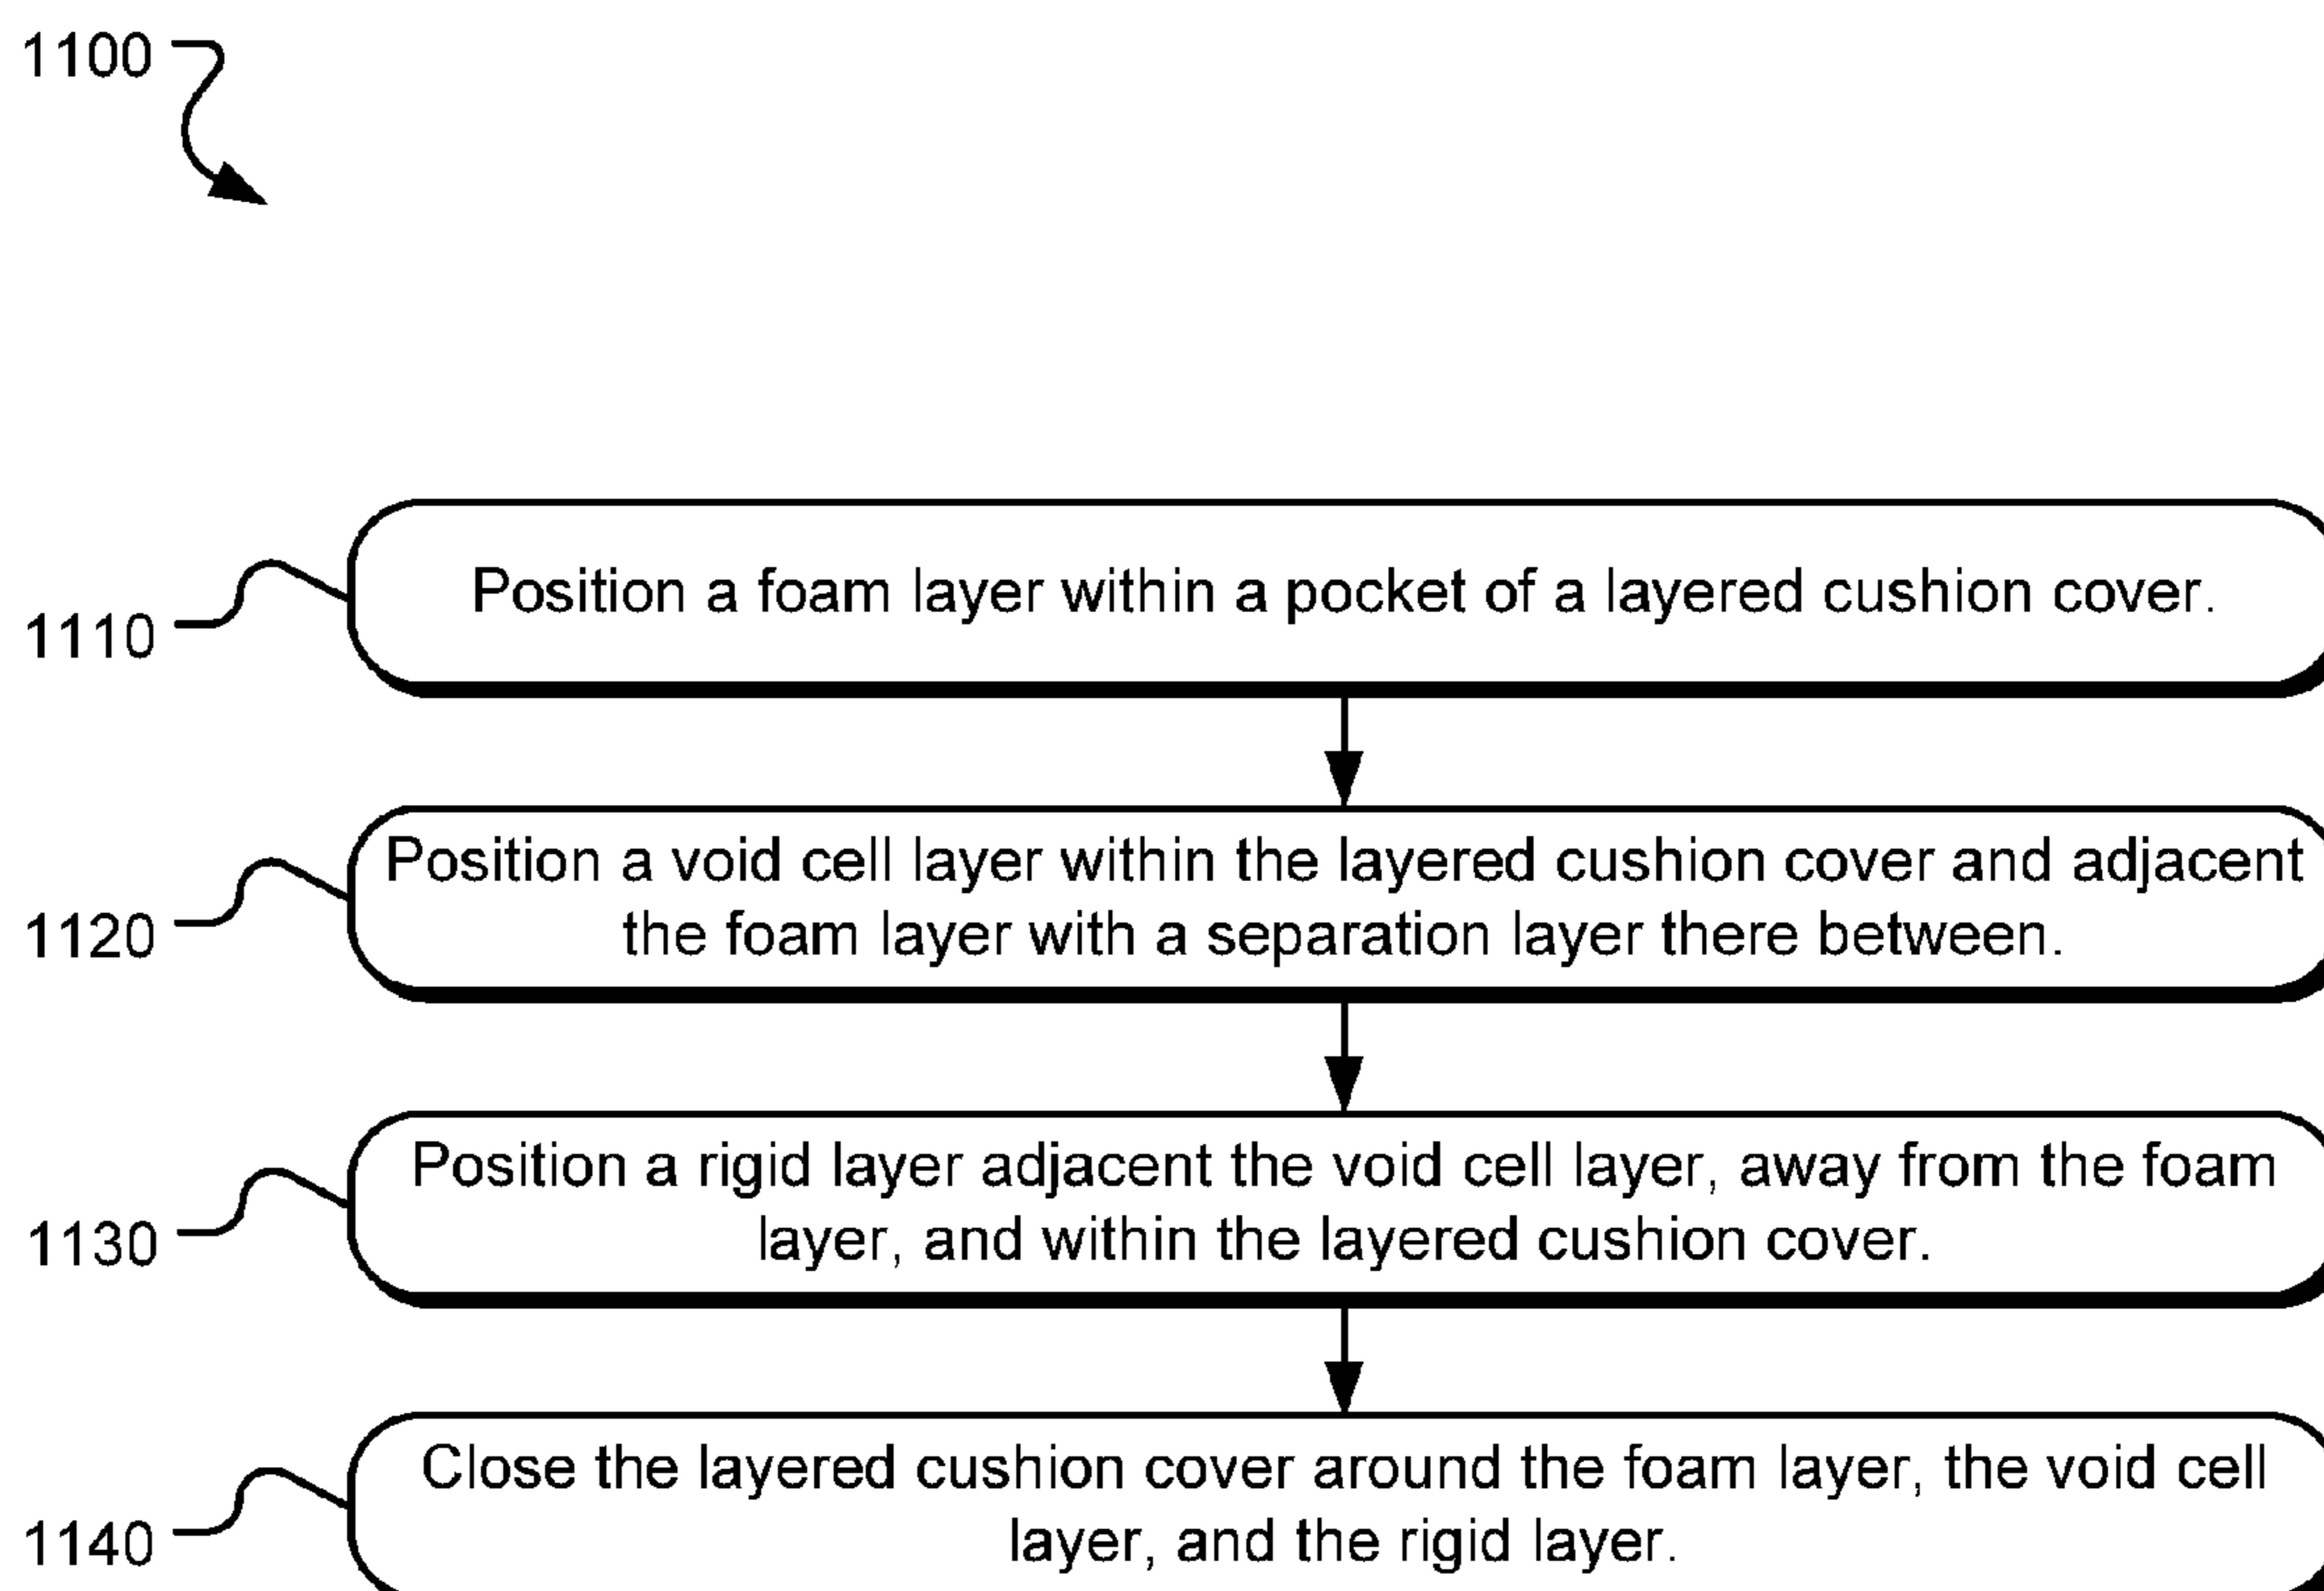 1100
Position a foam layer within a pocket of a layered cushion cover.
1110
Position a void cell layer within the layered cushion cover and adjacent
the foam layer with a separation layer there between.
1120
Position a rigid layer adjacent the void cell layer, away from the foam
layer, and within the layered cushion cover.
1130
Close the layered cushion cover around the foam layer, the void cell
layer, and the rigid layer.
1140